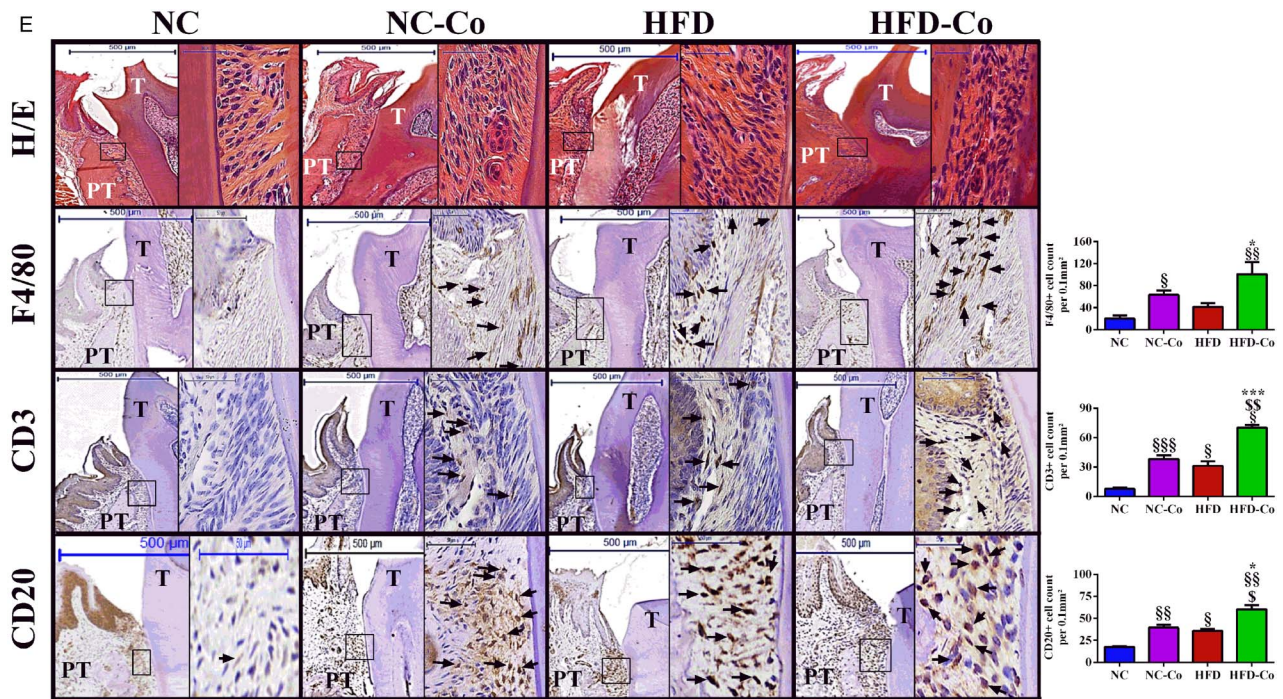 E
NC NC-Co HFD HFD-Co
H/E
500 µm 500 µm 500 µm 500 µm
T T T T
PT PT PT PT
F4/80
500 µm 500 µm 500 µm 500 µm
T T T T
PT PT PT PT
CD3
500 µm 500 µm 500 µm 500 µm
T T T T
PT PT PT PT
CD20
500 µm 50 µm 500 µm 500 µm 500 µm
T T T T
PT PT PT PT
F4/80+ cell count
per 0.1mm²
160
120
80
40
0
§
*
§§
NC NC-Co HFD HFD-Co
CD3+ cell count
per 0.1mm²
90
60
30
0
§§§
§
***
$$
§
NC NC-Co HFD HFD-Co
CD20+ cell count
per 0.1mm²
100
75
50
25
0
§§
§
*
§§
$
NC NC-Co HFD HFD-Co